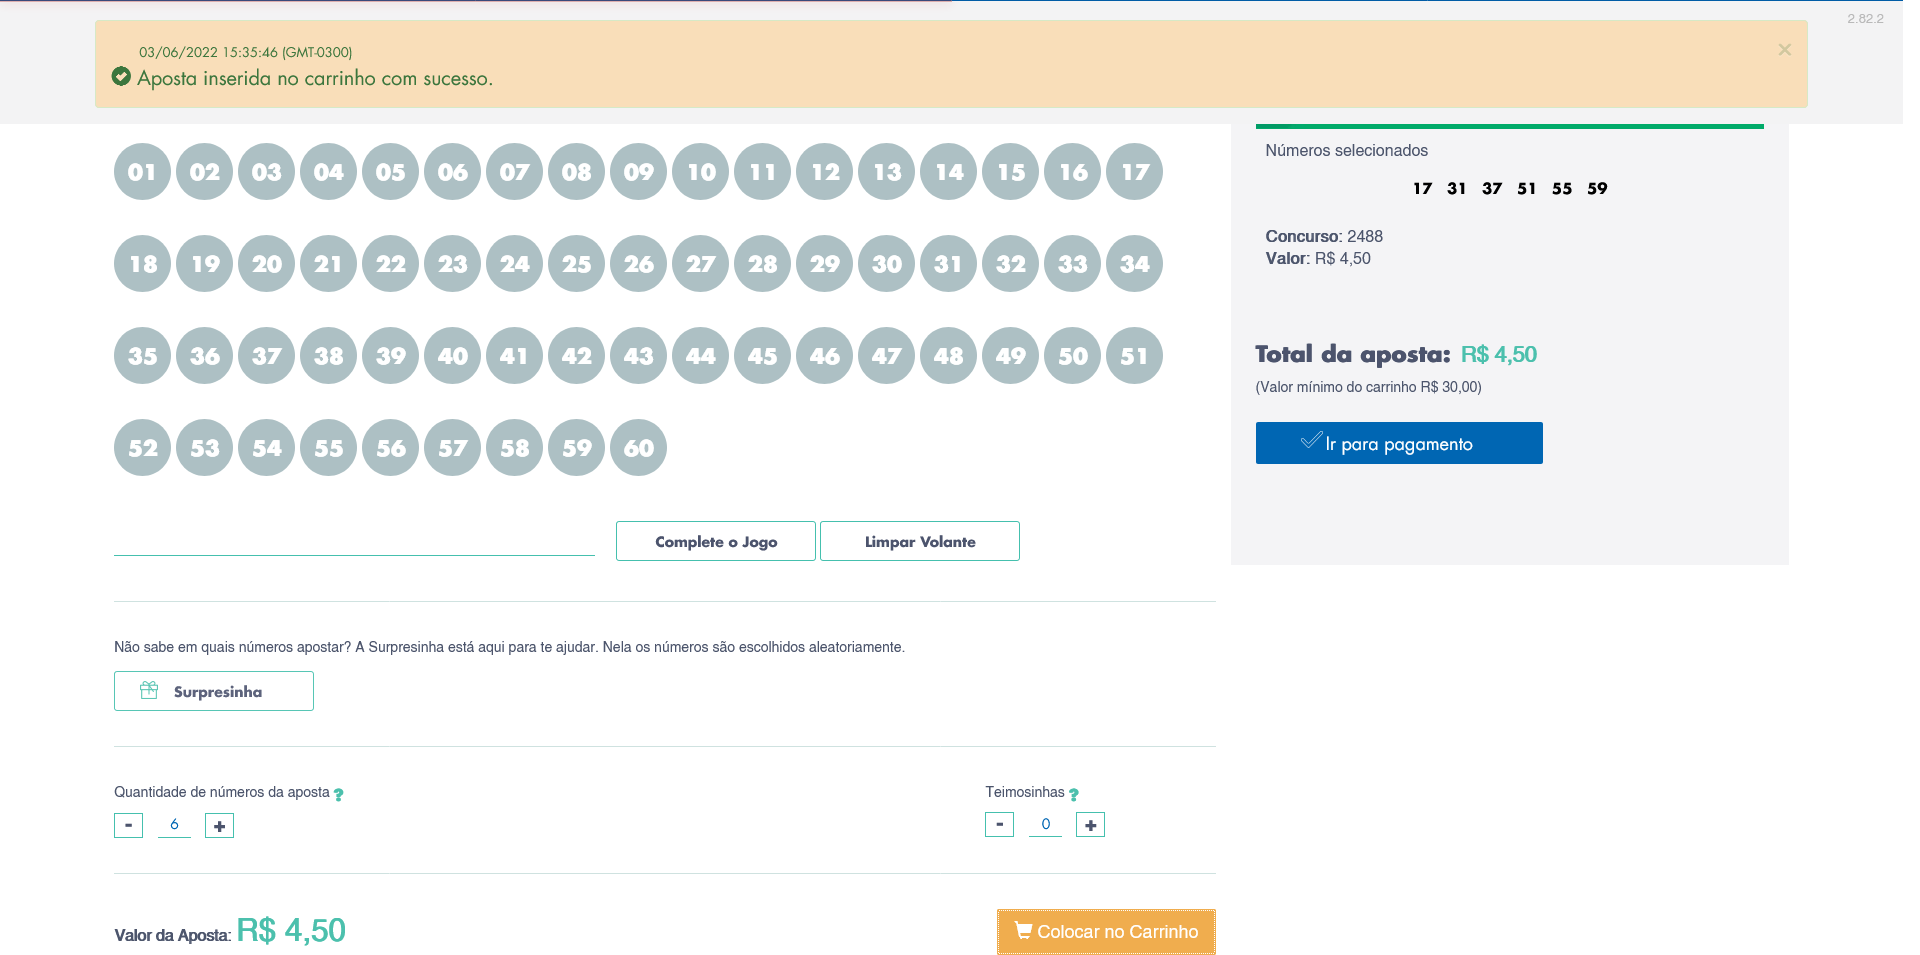 2.82.2
03/06/2022 15:35:46 (GMT-0300)
Aposta inserida no carrinho com sucesso.
×
01 02 03 04 05 06 07 08 09 10 11 12 13 14 15 16 17
18 19 20 21 22 23 24 25 26 27 28 29 30 31 32 33 34
35 36 37 38 39 40 41 42 43 44 45 46 47 48 49 50 51
52 53 54 55 56 57 58 59 60
Complete o Jogo
Limpar Volante
Não sabe em quais números apostar? A Surpresinha está aqui para te ajudar. Nela os números são escolhidos aleatoriamente.
Surpresinha
Quantidade de números da aposta ?
- 6 +
Teimosinhas ?
- 0 +
Valor da Aposta: R$ 4,50
Colocar no Carrinho
Números selecionados
17 31 37 51 55 59
Concurso: 2488
Valor: R$ 4,50
Total da aposta: R$ 4,50
(Valor mínimo do carrinho R$ 30,00)
Ir para pagamento